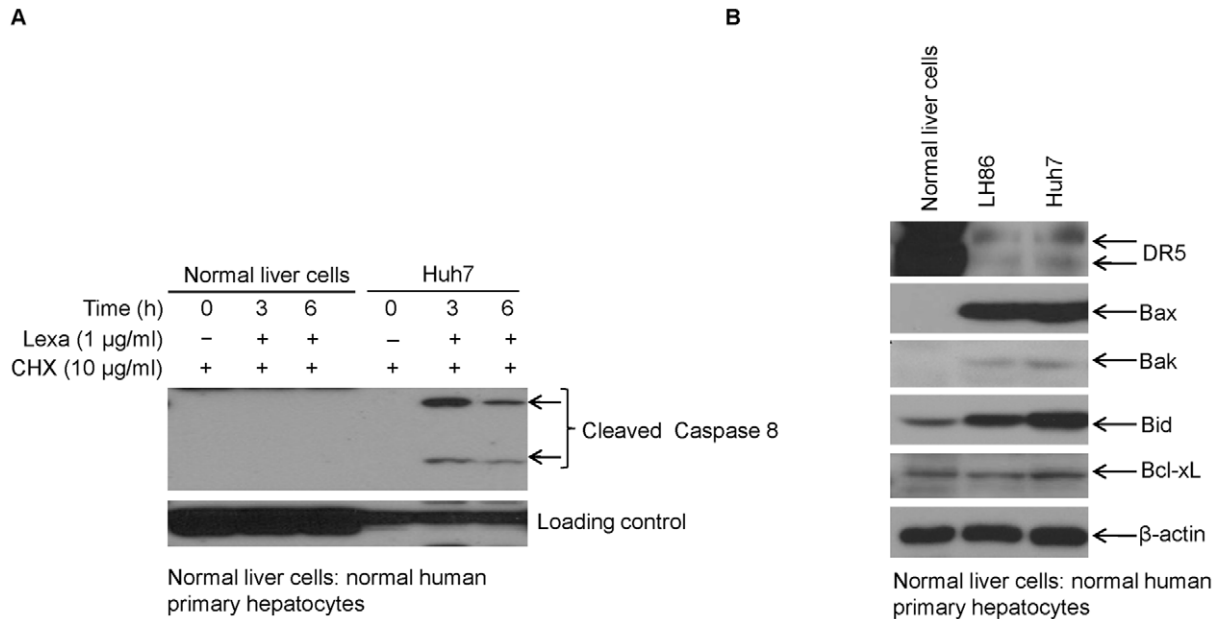 A
Normal liver cells Huh7
Time (h) 0 3 6 0 3 6
Lexa (1 µg/ml) – + + – + +
CHX (10 µg/ml) + + + + + +
Cleaved Caspase 8
Loading control
Normal liver cells: normal human
primary hepatocytes
B
Normal liver cells
LH86
Huh7
DR5
Bax
Bak
Bid
Bcl-xL
β-actin
Normal liver cells: normal human
primary hepatocytes